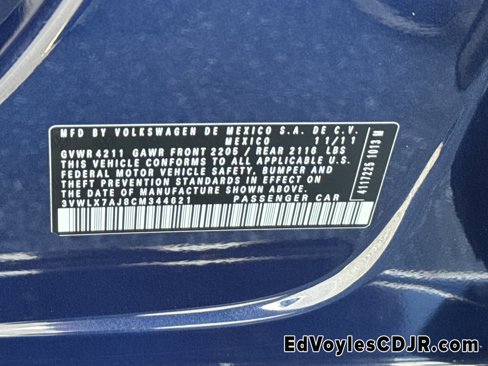 MFD BY VOLKSWAGEN DE MEXICO S.A. DE C.V.
MEXICO 11/11
GVWR 4211 GAWR FRONT 2205 / REAR 2116 LBS
THIS VEHICLE CONFORMS TO ALL APPLICABLE
FEDERAL MOTOR VEHICLE SAFETY, BUMPER AND
THEFT PREVENTION STANDARDS IN EFFECT ON
THE DATE OF MANUFACTURE SHOWN ABOVE.
3VWLX7AJ8CM344621 PASSENGER CAR
41117225 1013 M
EdVoylesCDJR.com